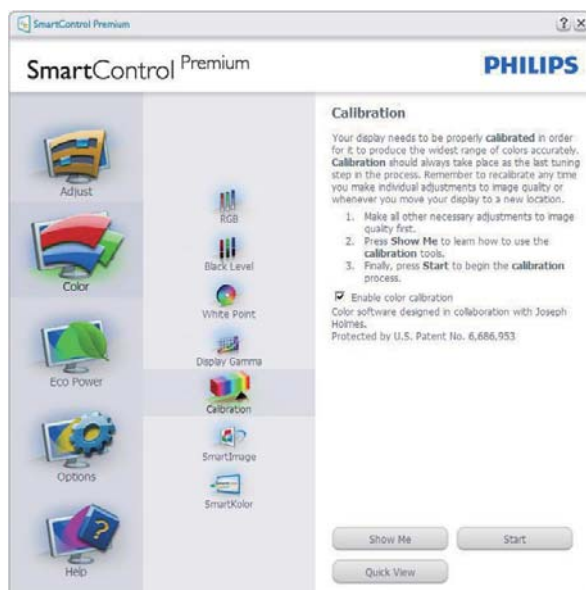 SmartControl Premium
SmartControl Premium
PHILIPS
Adjust
Color
Eco Power
Options
Help
RGB
Black Level
White Point
Display Gamma
Calibration
SmartImage
SmartKolor
Calibration
Your display needs to be properly calibrated in order
for it to produce the widest range of colors accurately.
Calibration should always take place as the last tuning
step in the process. Remember to recalibrate any time
you make individual adjustments to image quality or
whenever you move your display to a new location.
1. Make all other necessary adjustments to image
quality first.
2. Press Show Me to learn how to use the
calibration tools.
3. Finally, press Start to begin the calibration
process.
Enable color calibration
Color software designed in collaboration with Joseph
Holmes.
Protected by U.S. Patent No. 6,686,953
Show Me
Start
Quick View